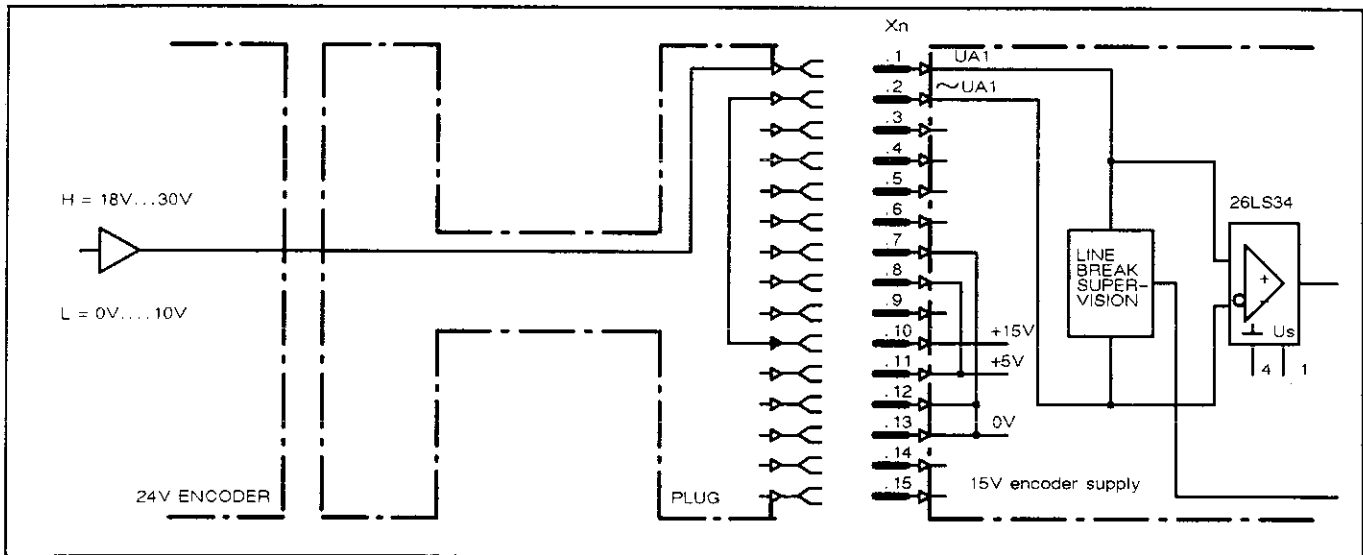 Xn
.1
UA1
.2
~UA1
.3
.4
.5
.6
.7
.8
.9
.10
+15V
.11
+5V
.12
.13
0V
.14
.15
H = 18V...30V
L = 0V....10V
26LS34
LINE
BREAK
SUPER-
VISION
+
-
Us
4 1
24V ENCODER
PLUG
15V encoder supply